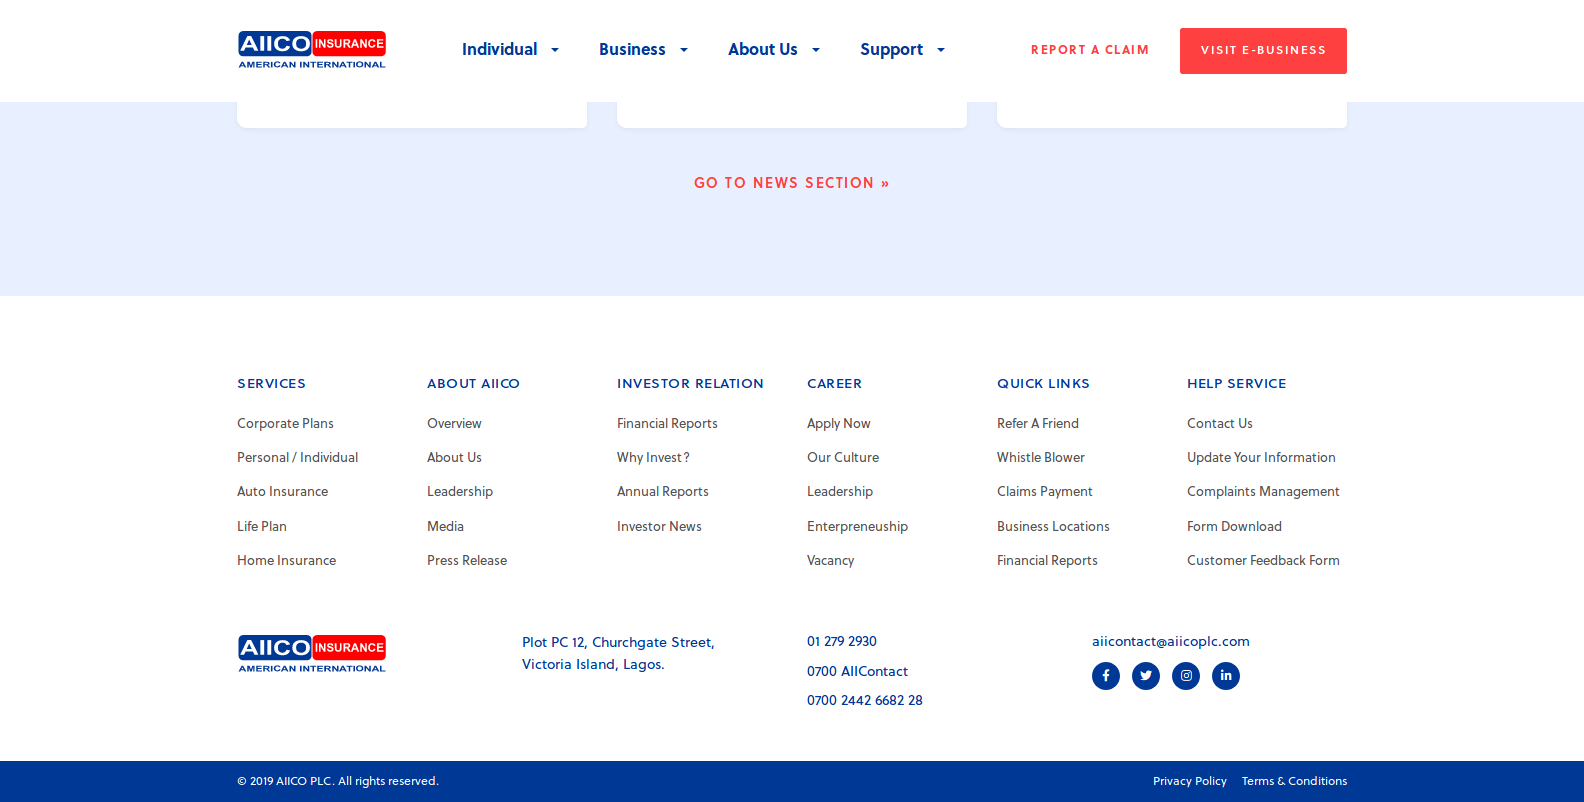 AIICO INSURANCE
AMERICAN INTERNATIONAL
Individual Business About Us Support REPORT A CLAIM VISIT E-BUSINESS
GO TO NEWS SECTION »
SERVICES
Corporate Plans
Personal / Individual
Auto Insurance
Life Plan
Home Insurance
ABOUT AIICO
Overview
About Us
Leadership
Media
Press Release
INVESTOR RELATION
Financial Reports
Why Invest?
Annual Reports
Investor News
CAREER
Apply Now
Our Culture
Leadership
Enterpreneuship
Vacancy
QUICK LINKS
Refer A Friend
Whistle Blower
Claims Payment
Business Locations
Financial Reports
HELP SERVICE
Contact Us
Update Your Information
Complaints Management
Form Download
Customer Feedback Form
AIICO INSURANCE
AMERICAN INTERNATIONAL
Plot PC 12, Churchgate Street,
Victoria Island, Lagos.
01 279 2930
0700 AIIContact
0700 2442 6682 28
aiicontact@aiicoplc.com
© 2019 AIICO PLC. All rights reserved.
Privacy Policy Terms & Conditions